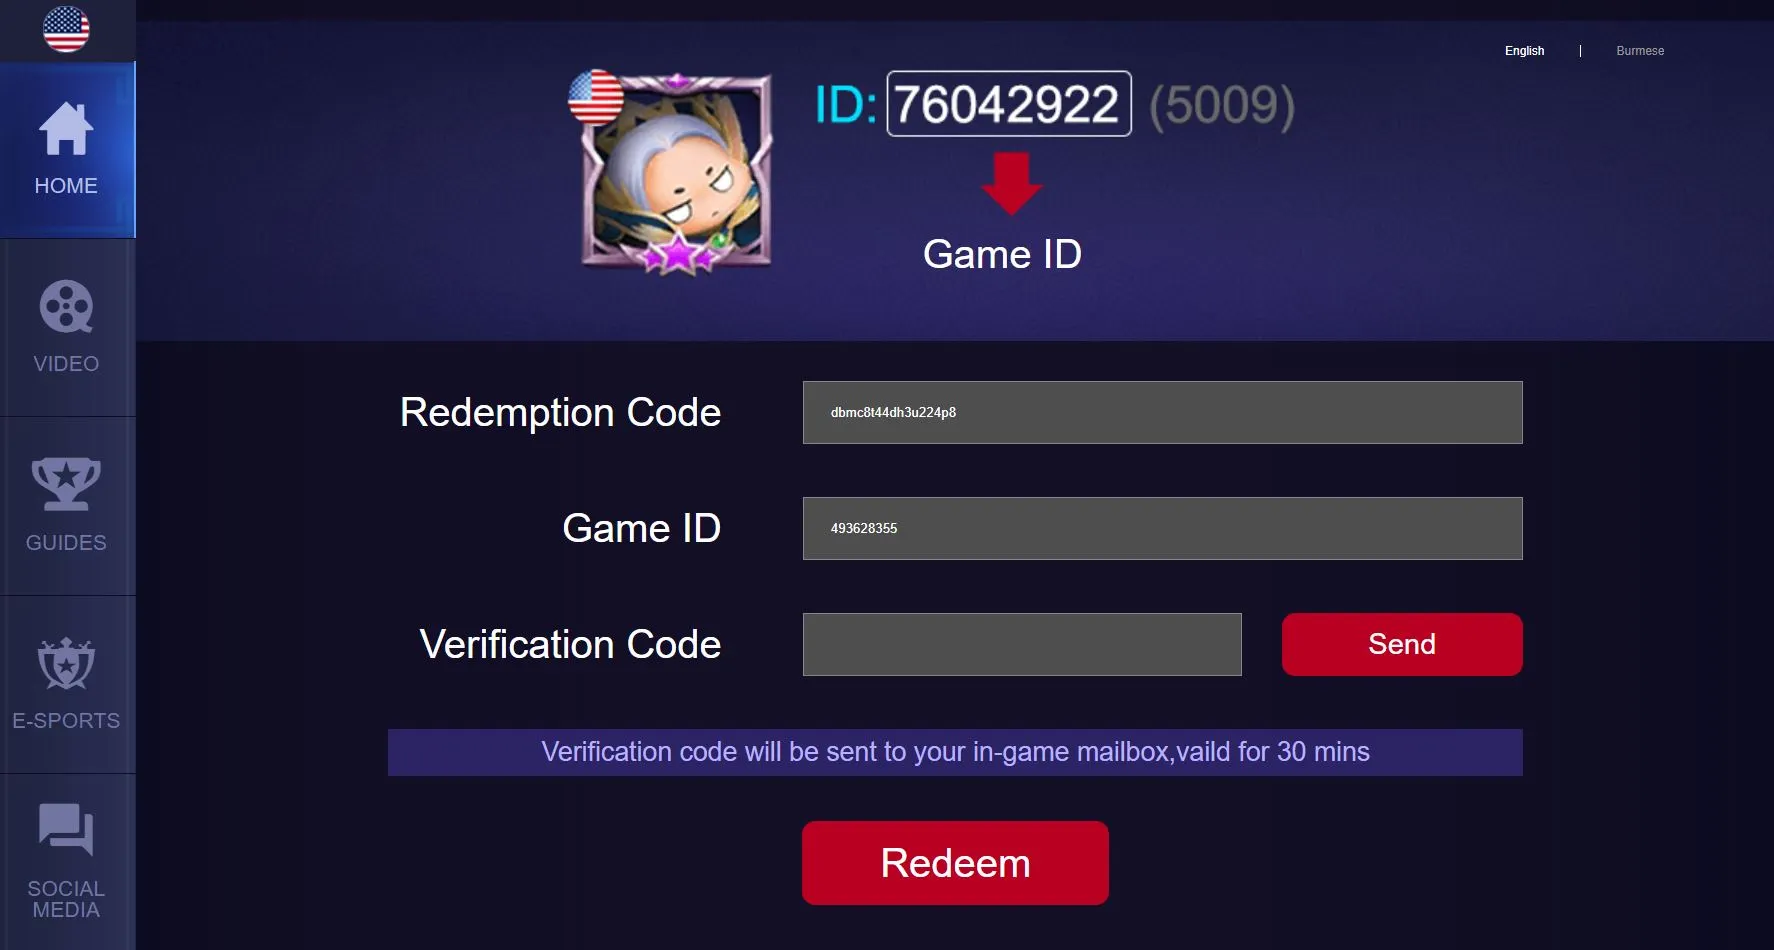 English | Burmese
HOME
VIDEO
GUIDES
E-SPORTS
SOCIAL
MEDIA
ID: 76042922 (5009)
Game ID
Redemption Code
dbmc8t44dh3u224p8
Game ID
493628355
Verification Code
Send
Verification code will be sent to your in-game mailbox,vaild for 30 mins
Redeem